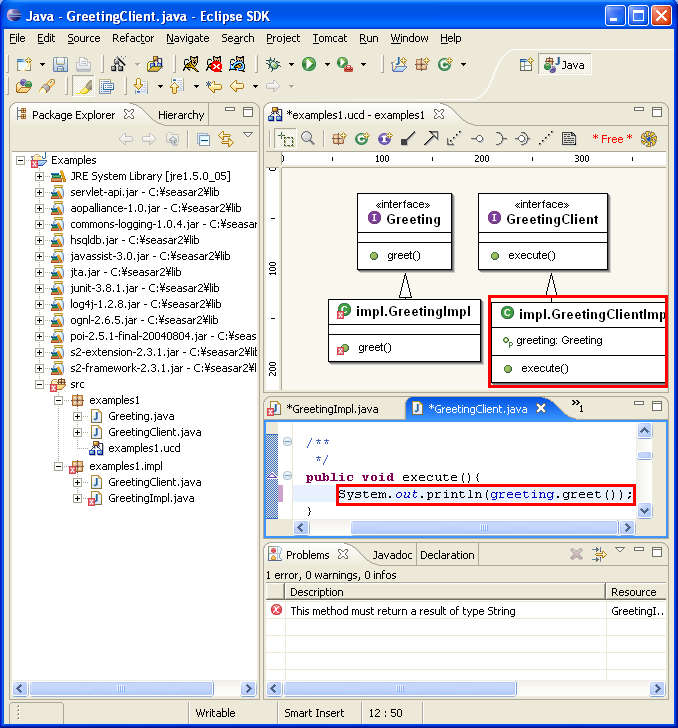 Java - GreetingClient.java - Eclipse SDK
File Edit Source Refactor Navigate Search Project Tomcat Run Window Help
Java
Package Explorer Hierarchy
Examples
JRE System Library [jre1.5.0_05]
servlet-api.jar - C:¥seasar2¥lib
aopalliance-1.0.jar - C:¥seasar2¥lib
commons-logging-1.0.4.jar - C:¥seasar2¥lib
hsqldb.jar - C:¥seasar2¥lib
javassist-3.0.jar - C:¥seasar2¥lib
jta.jar - C:¥seasar2¥lib
junit-3.8.1.jar - C:¥seasar2¥lib
log4j-1.2.8.jar - C:¥seasar2¥lib
ognl-2.6.5.jar - C:¥seasar2¥lib
poi-2.5.1-final-20040804.jar - C:¥seasar2¥lib
s2-extension-2.3.1.jar - C:¥seasar2¥lib
s2-framework-2.3.1.jar - C:¥seasar2¥lib
src
examples1
Greeting.java
GreetingClient.java
examples1.ucd
examples1.impl
GreetingClient.java
GreetingImpl.java
*examples1.ucd - examples1
* Free *
0 100 200 300
0
100
200
«interface»
Greeting
greet()
«interface»
GreetingClient
execute()
impl.GreetingImpl
greet()
impl.GreetingClientImp
greeting: Greeting
execute()
*GreetingImpl.java *GreetingClient.java »1
/**
*/
public void execute(){
System.out.println(greeting.greet());
}
Problems Javadoc Declaration
1 error, 0 warnings, 0 infos
Description Resource
This method must return a result of type String GreetingI...
Writable Smart Insert 12 : 50